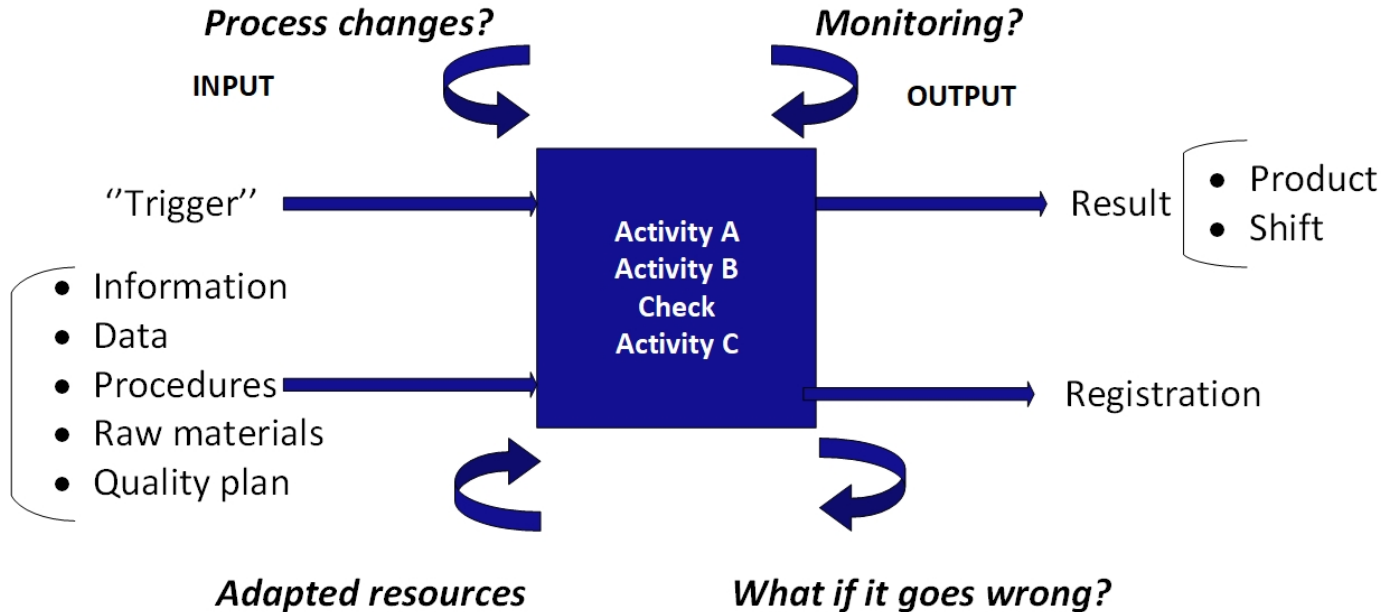 Process changes?
Monitoring?
INPUT
OUTPUT
‘’Trigger’’
• Information
• Data
• Procedures
• Raw materials
• Quality plan
Activity A
Activity B
Check
Activity C
Result
• Product
• Shift
Registration
Adapted resources
What if it goes wrong?